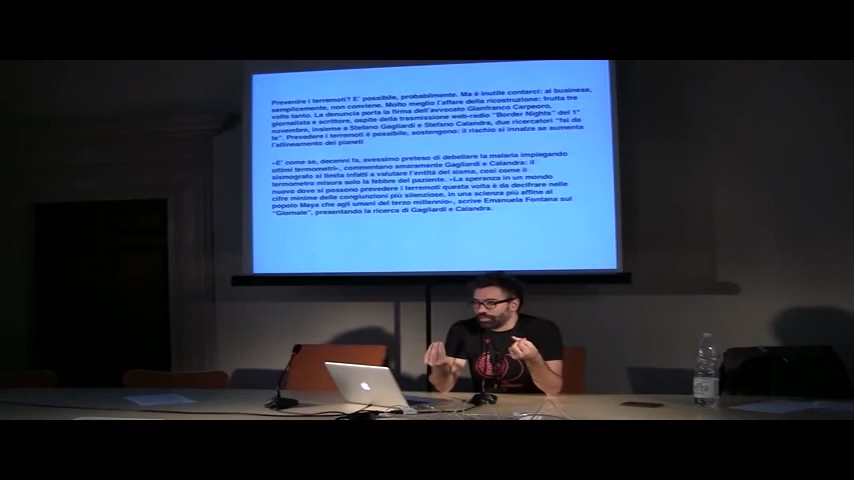 Prevenire i terremoti? E' possibile, probabilmente. Ma è inutile contarci: al business,
semplicemente, non conviene. Molto meglio l'affare della ricostruzione: frutta tre
volte tanto. La denuncia porta la firma dell'avvocato Gianfranco Carpeoro,
giornalista e scrittore, ospite della trasmissione web-radio "Border Nights" del 1°
novembre, insieme a Stefano Gagliardi e Stefano Calandra, due ricercatori "fai da
te". Prevedere i terremoti è possibile, sostengono: il rischio si innalza se aumenta
l'allineamento dei pianeti
«E' come se, decenni fa, avessimo preteso di debellare la malaria impiegando
ottimi termometri», commentano amaramente Gagliardi e Calandra: il
sismografo si limita infatti a valutare l'entità del sisma, così come il
termometro misura solo la febbre del paziente. «La speranza in un mondo
nuovo dove si possono prevedere i terremoti questa volta è da decifrare nelle
cifre minime delle congiunzioni più silenziose, in una scienza più affine al
popolo Maya che agli umani del terzo millennio», scrive Emanuela Fontana sul
"Giornale", presentando la ricerca di Gagliardi e Calandra.